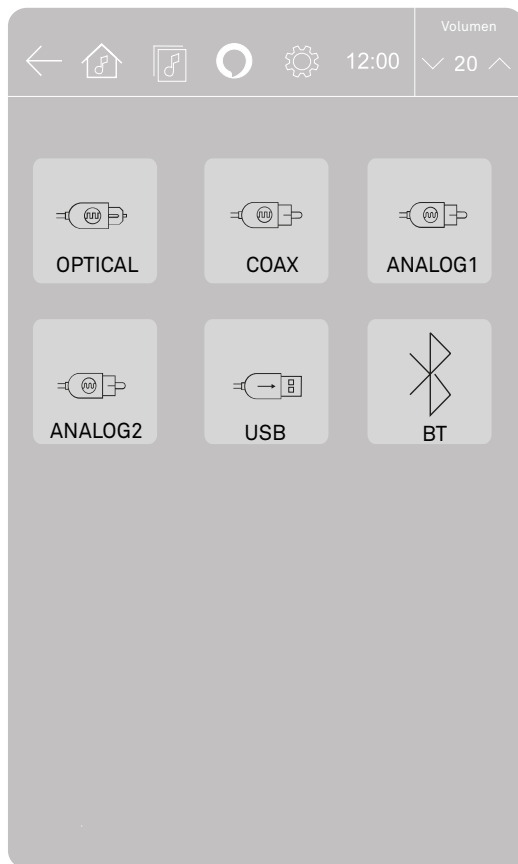 Volumen
12:00
20
OPTICAL
COAX
ANALOG1
ANALOG2
USB
BT